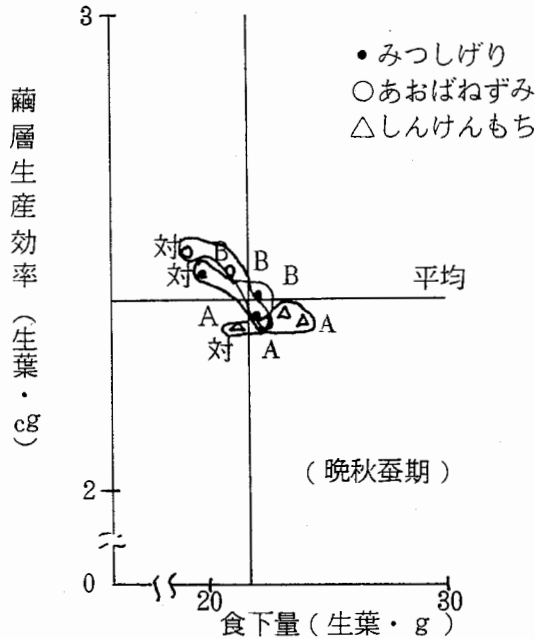 3
・みつしげり
○あおばねずみ
△しんけんもち
繭層生産効率（生葉・cg）
対
B
対
B
B
平均
A
対
A
A
（晩秋蚕期）
2
0
20
30
食下量（生葉・g）